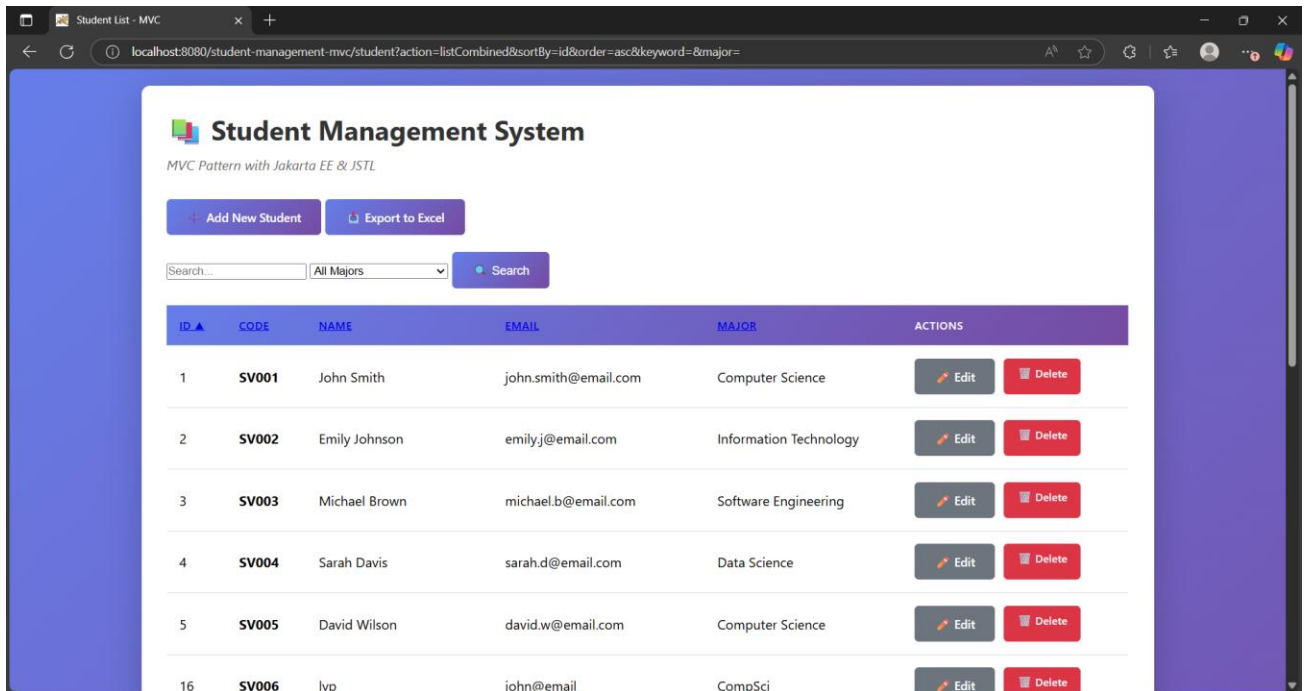 Student List - MVC
localhost:8080/student-management-mvc/student?action=listCombined&sortBy=id&order=asc&keyword=&major=
Student Management System
MVC Pattern with Jakarta EE & JSTL
Add New Student Export to Excel
Search... All Majors Search
ID ▲ CODE NAME EMAIL MAJOR ACTIONS
1 SV001 John Smith john.smith@email.com Computer Science Edit Delete
2 SV002 Emily Johnson emily.j@email.com Information Technology Edit Delete
3 SV003 Michael Brown michael.b@email.com Software Engineering Edit Delete
4 SV004 Sarah Davis sarah.d@email.com Data Science Edit Delete
5 SV005 David Wilson david.w@email.com Computer Science Edit Delete
16 SV006 john@email CompSci Edit Delete